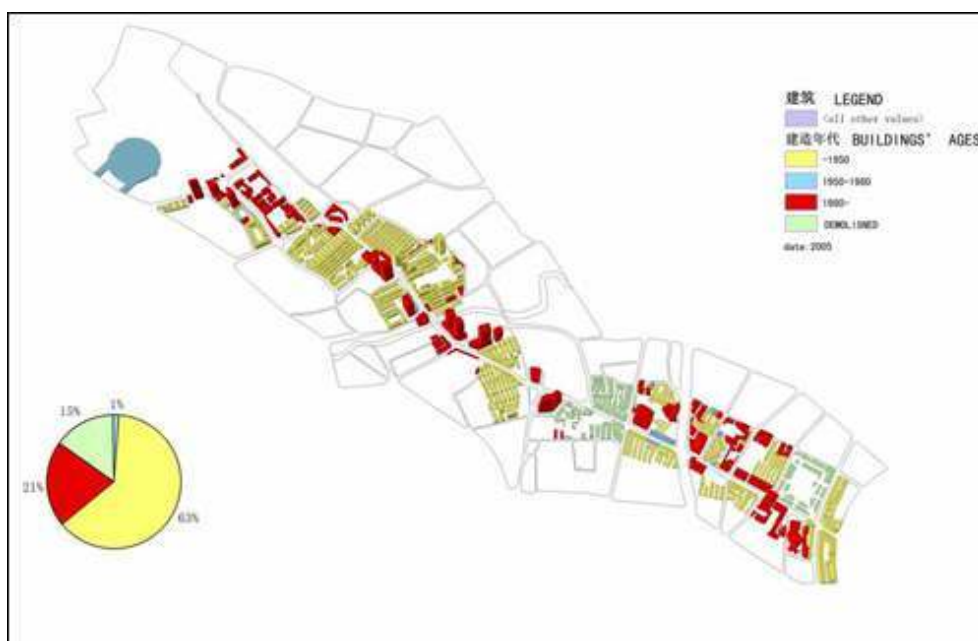 建筑 LEGEND
(all other values)
建造年代 BUILDINGS' AGES
-1950
1950-1980
1980-
DEMOLISHED
date:2005
1%
15%
21%
63%